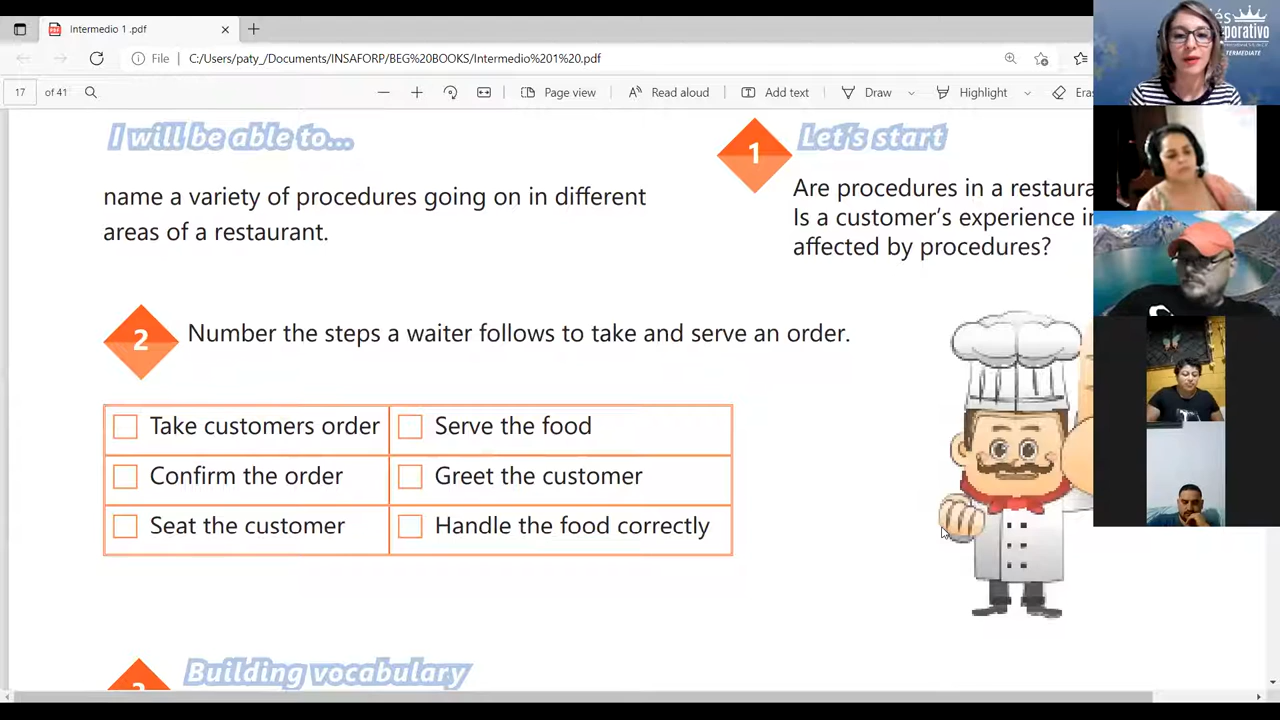 Intermedio 1 .pdf
File
C:/Users/paty_/Documents/INSAFORP/BEG%20BOOKS/Intermedio%201%20.pdf
17
of 41
Page view
Read aloud
Add text
Draw
Highlight
I will be able to...
name a variety of procedures going on in different
areas of a restaurant.
1
Let's start
Are procedures in a
Is a customer's experience
affected by procedures?
2
Number the steps a waiter follows to take and serve an order.
Take customers order
Serve the food
Confirm the order
Greet the customer
Seat the customer
Handle the food correctly
Building vocabulary